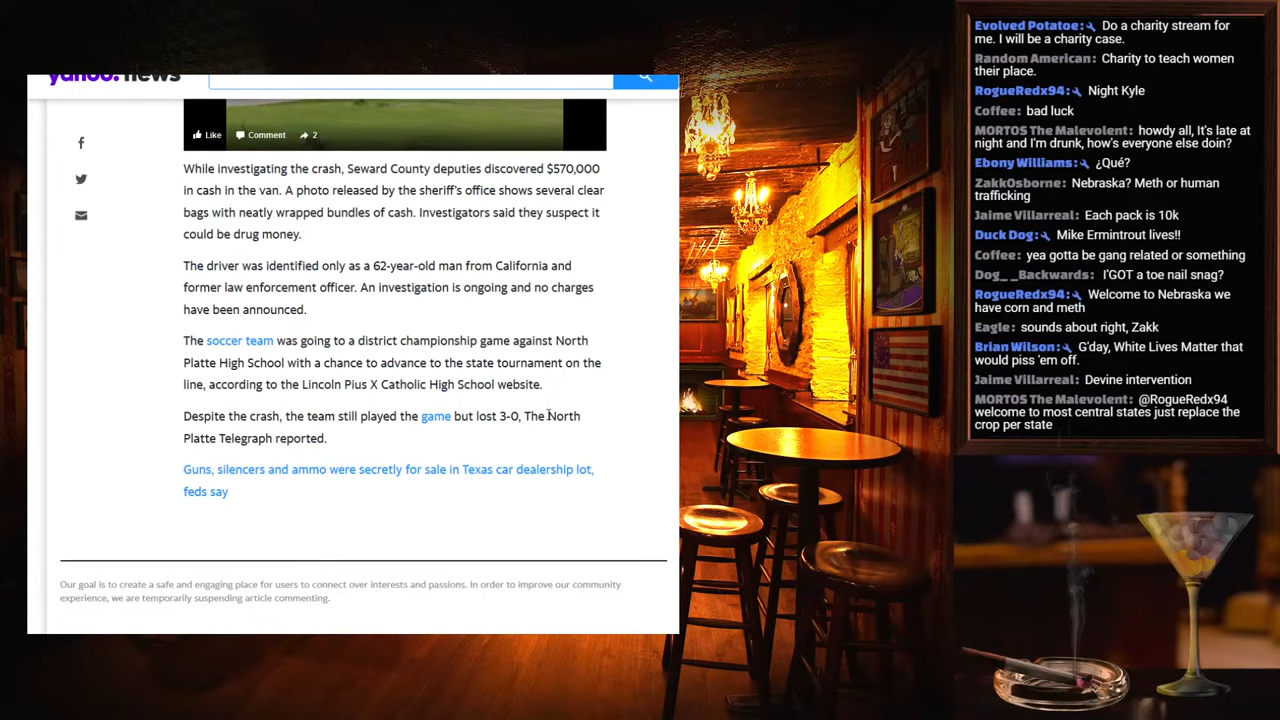 yahoo! news
Like Comment 2
While investigating the crash, Seward County deputies discovered $570,000
in cash in the van. A photo released by the sheriff's office shows several clear
bags with neatly wrapped bundles of cash. Investigators said they suspect it
could be drug money.
The driver was identified only as a 62-year-old man from California and
former law enforcement officer. An investigation is ongoing and no charges
have been announced.
The soccer team was going to a district championship game against North
Platte High School with a chance to advance to the state tournament on the
line, according to the Lincoln Pius X Catholic High School website.
Despite the crash, the team still played the game but lost 3-0, The North
Platte Telegraph reported.
Guns, silencers and ammo were secretly for sale in Texas car dealership lot,
feds say
Our goal is to create a safe and engaging place for users to connect over interests and passions. In order to improve our community
experience, we are temporarily suspending article commenting.
Evolved Potatoe: Do a charity stream for
me. I will be a charity case.
Random American: Charity to teach women
their place.
RogueRedx94: Night Kyle
Coffee: bad luck
MORTOS The Malevolent: howdy all, It's late at
night and I'm drunk, how's everyone else doin?
Ebony Williams: ¿Qué?
ZakkOsborne: Nebraska? Meth or human
trafficking
Jaime Villarreal: Each pack is 10k
Duck Dog: Mike Ermintrout lives!!
Coffee: yea gotta be gang related or something
Dog_ _Backwards: I'GOT a toe nail snag?
RogueRedx94: Welcome to Nebraska we
have corn and meth
Eagle: sounds about right, Zakk
Brian Wilson: G'day, White Lives Matter that
would piss 'em off.
Jaime Villarreal: Devine intervention
MORTOS The Malevolent: @RogueRedx94
welcome to most central states just replace the
crop per state